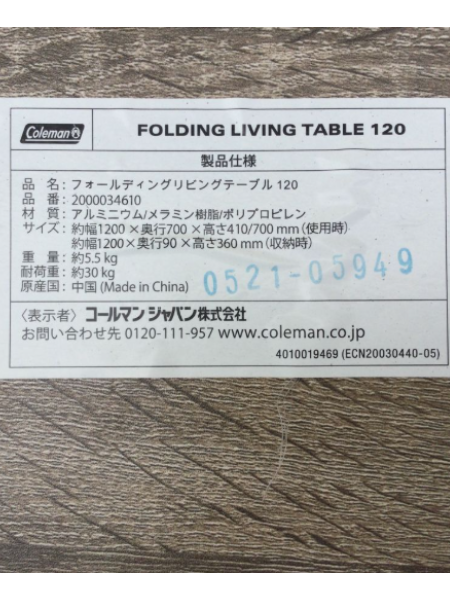 Coleman
FOLDING LIVING TABLE 120
製品仕様
品 名：フォールディングリビングテーブル 120
品 番：2000034610
材 質：アルミニウム/メラミン樹脂/ポリプロピレン
サイズ：約幅1200×奥行700×高さ410/700mm(使用時)
約幅1200×奥行90×高さ360mm(収納時)
重 量：約5.5kg
耐荷重：約30kg
原産国：中国 (Made in China)
0521-05949
〈表示者〉コールマン ジャパン株式会社
お問い合わせ先 0120-111-957 www.coleman.co.jp
4010019469 (ECN20030440-05)